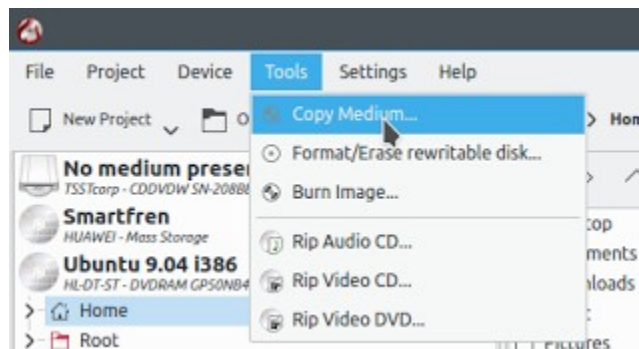 File Project Device Tools Settings Help
New Project
Copy Medium...
Format/Erase rewritable disk...
Burn Image...
Rip Audio CD...
Rip Video CD...
Rip Video DVD...
No medium prese
TSSTcorp - CDDVDW SN-208BB
Smartfren
HUAWEI - Mass Storage
Ubuntu 9.04 i386
HL-DT-ST - DVDRAM GP50NB4
Home
Root
Hom
top
ments
nloads
Pictures